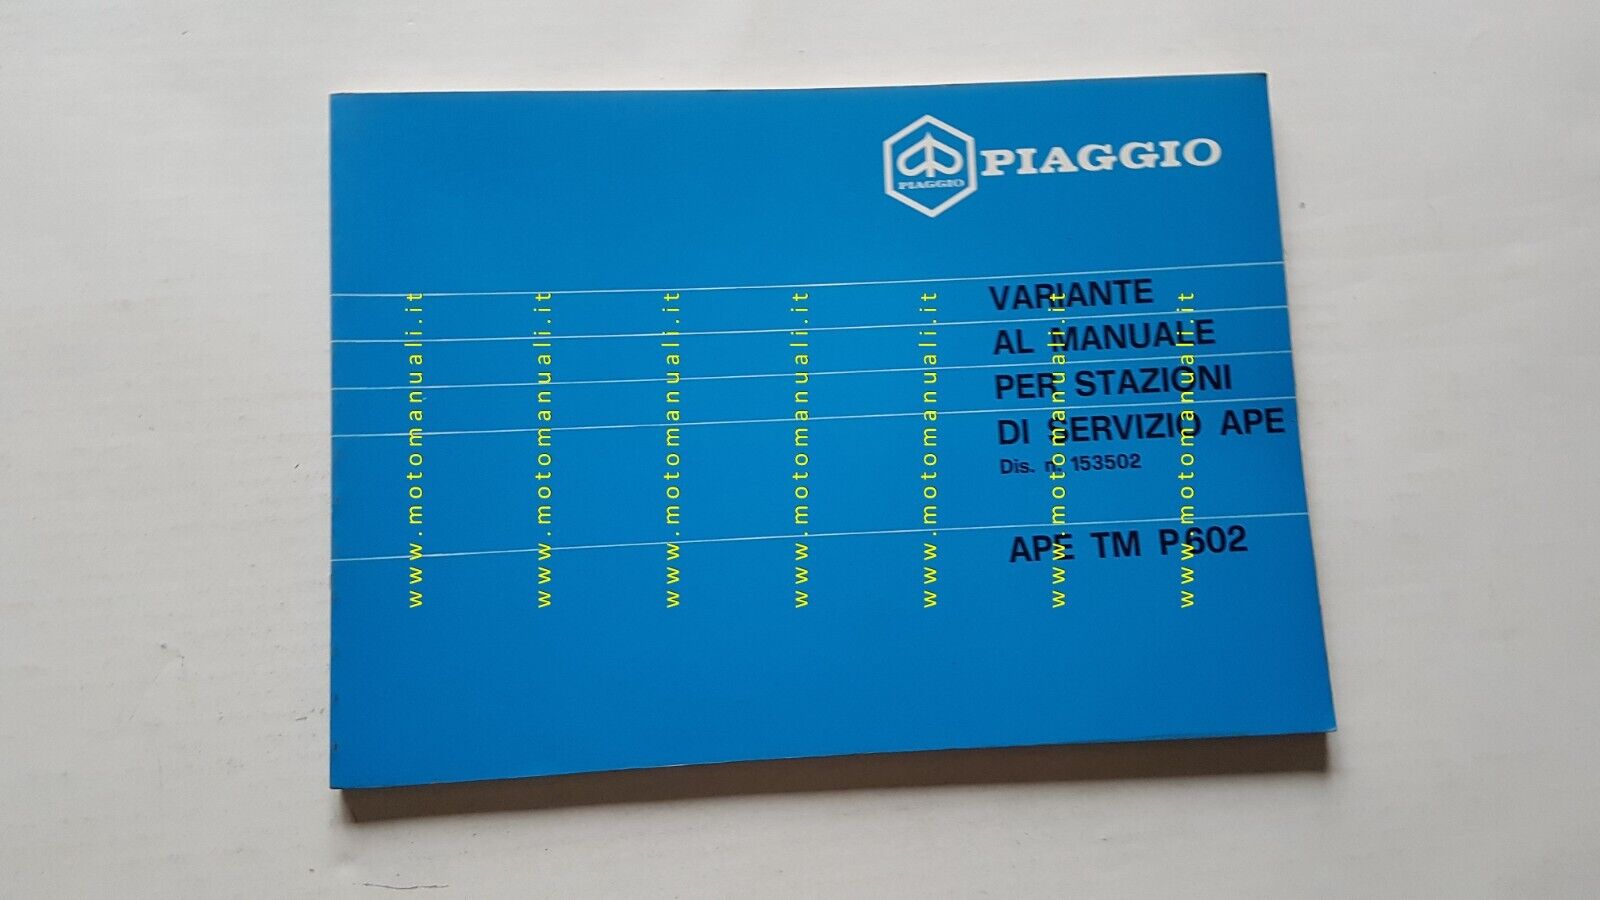 PIAGGIO
PIAGGIO
VARIANTE
AL MANUALE
PER STAZIONI
DI SERVIZIO APE
Dis. n. 153502
APE TM P602
www.motomanuali.it
www.motomanuali.it
www.motomanuali.it
www.motomanuali.it
www.motomanuali.it
www.motomanuali.it
www.motomanuali.it